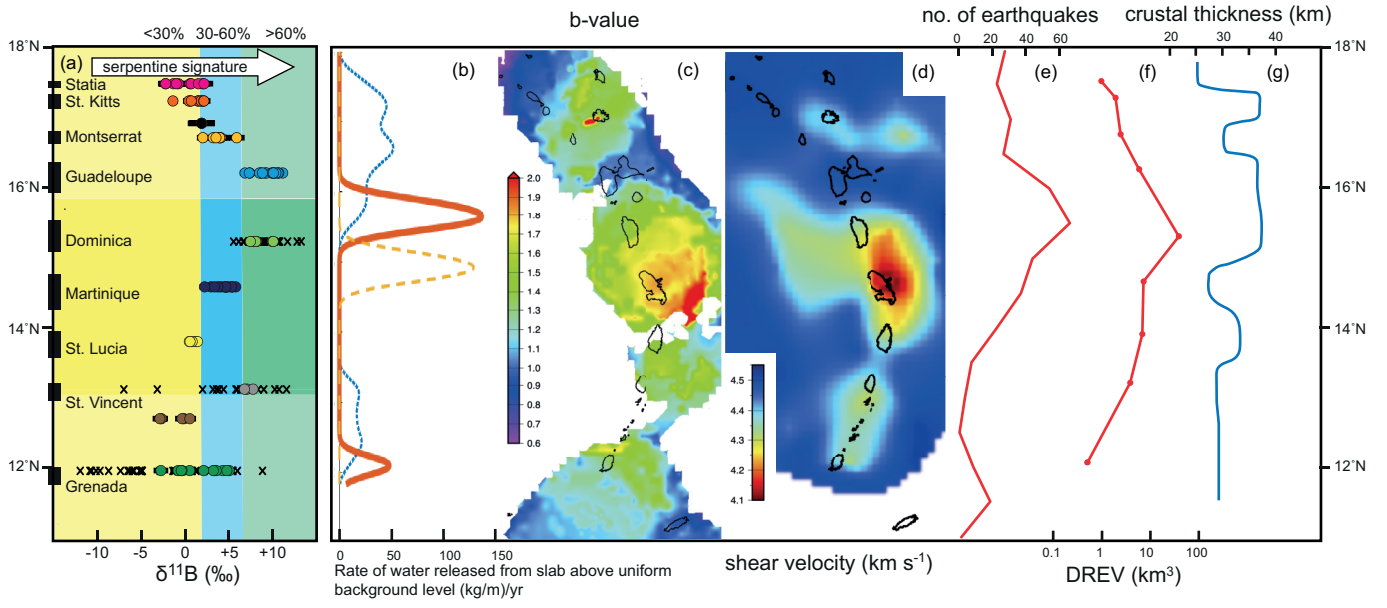 b-value
no. of earthquakes
crustal thickness (km)
<30%
30-60%
>60%
0
20
40
60
20
30
40
18°N
18°N
(a)
serpentine signature
(b)
(c)
(d)
(e)
(f)
(g)
Statia
St. Kitts
Montserrat
Guadeloupe
16°N
16°N
Dominica
Martinique
14°N
14°N
St. Lucia
St. Vincent
12°N
12°N
Grenada
2.0
1.9
1.8
1.7
1.6
1.5
1.4
1.3
1.2
1.1
1.0
0.9
0.8
0.7
0.6
4.5
4.4
4.3
4.2
4.1
-10
-5
0
+5
+10
δ¹¹B (‰)
0
50
100
150
Rate of water released from slab above uniform
background level (kg/m)/yr
shear velocity (km s⁻¹)
0.1
1
10
100
DREV (km³)